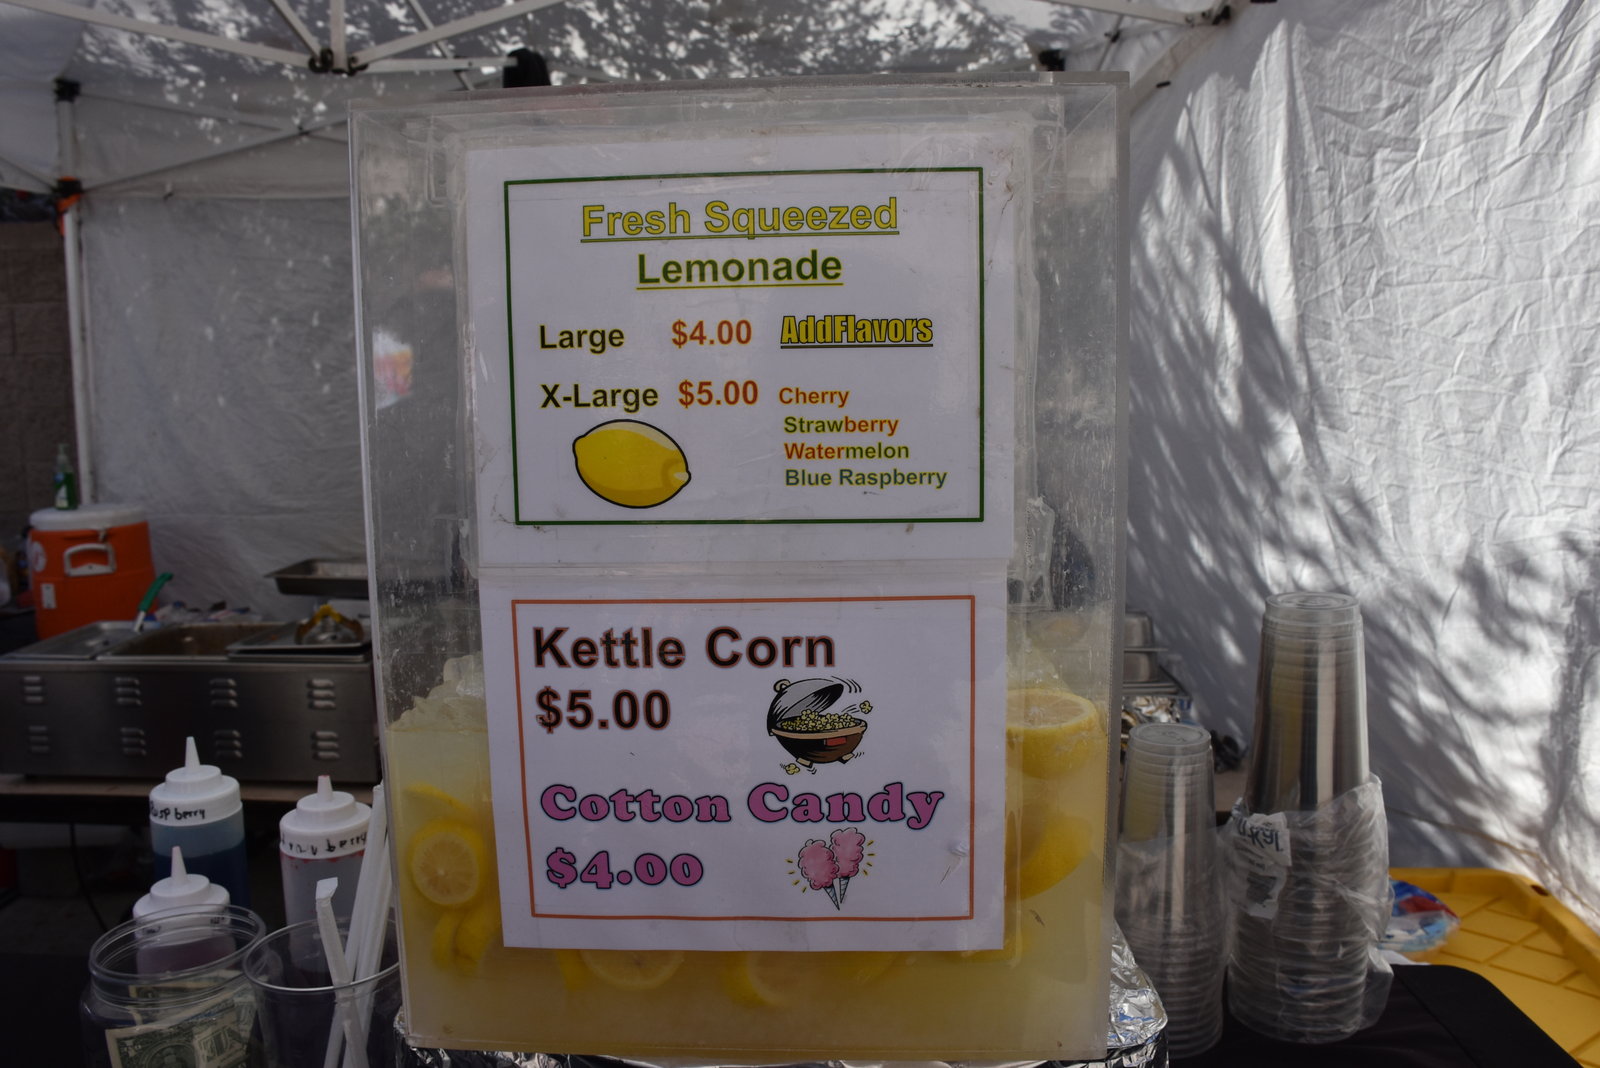 Fresh Squeezed
Lemonade
Large $4.00 AddFlavors
X-Large $5.00 Cherry
Strawberry
Watermelon
Blue Raspberry
Kettle Corn
$5.00
Cotton Candy
$4.00